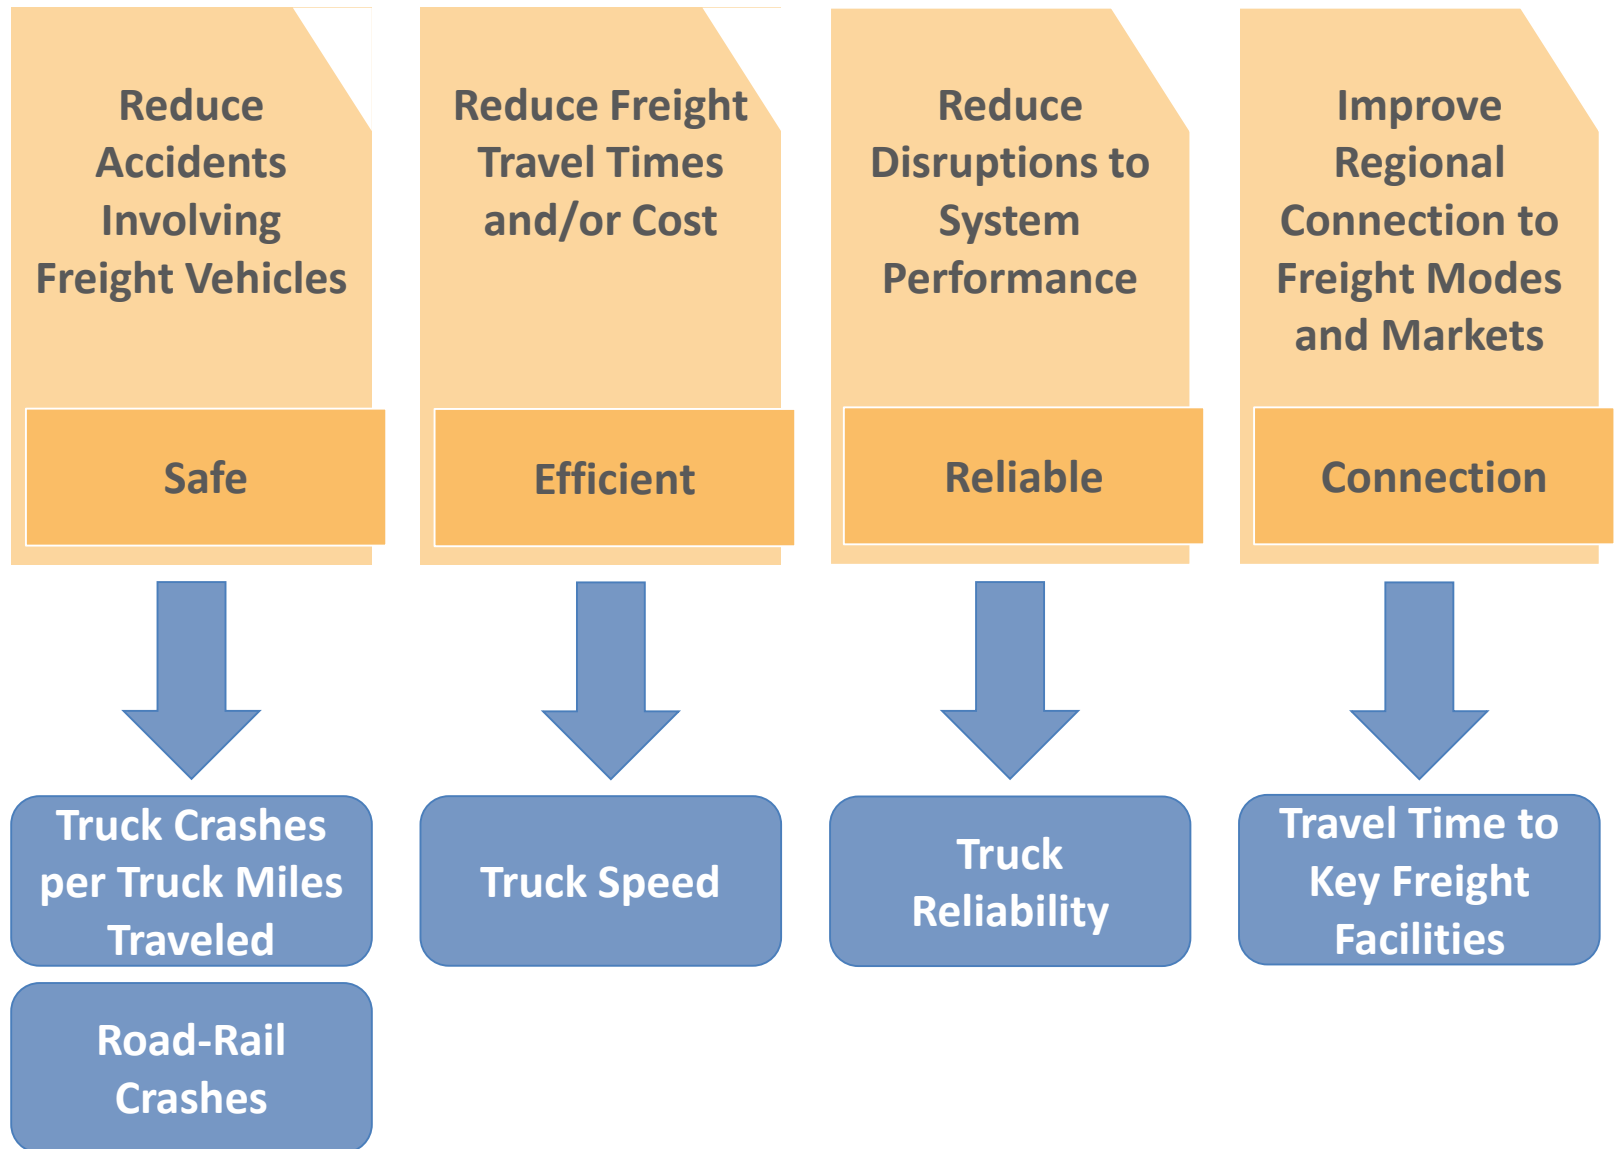 Reduce
Accidents
Involving
Freight Vehicles
Safe
Reduce Freight
Travel Times
and/or Cost
Efficient
Reduce
Disruptions to
System
Performance
Reliable
Improve
Regional
Connection to
Freight Modes
and Markets
Connection
Truck Crashes
per Truck Miles
Traveled
Road-Rail
Crashes
Truck Speed
Truck
Reliability
Travel Time to
Key Freight
Facilities